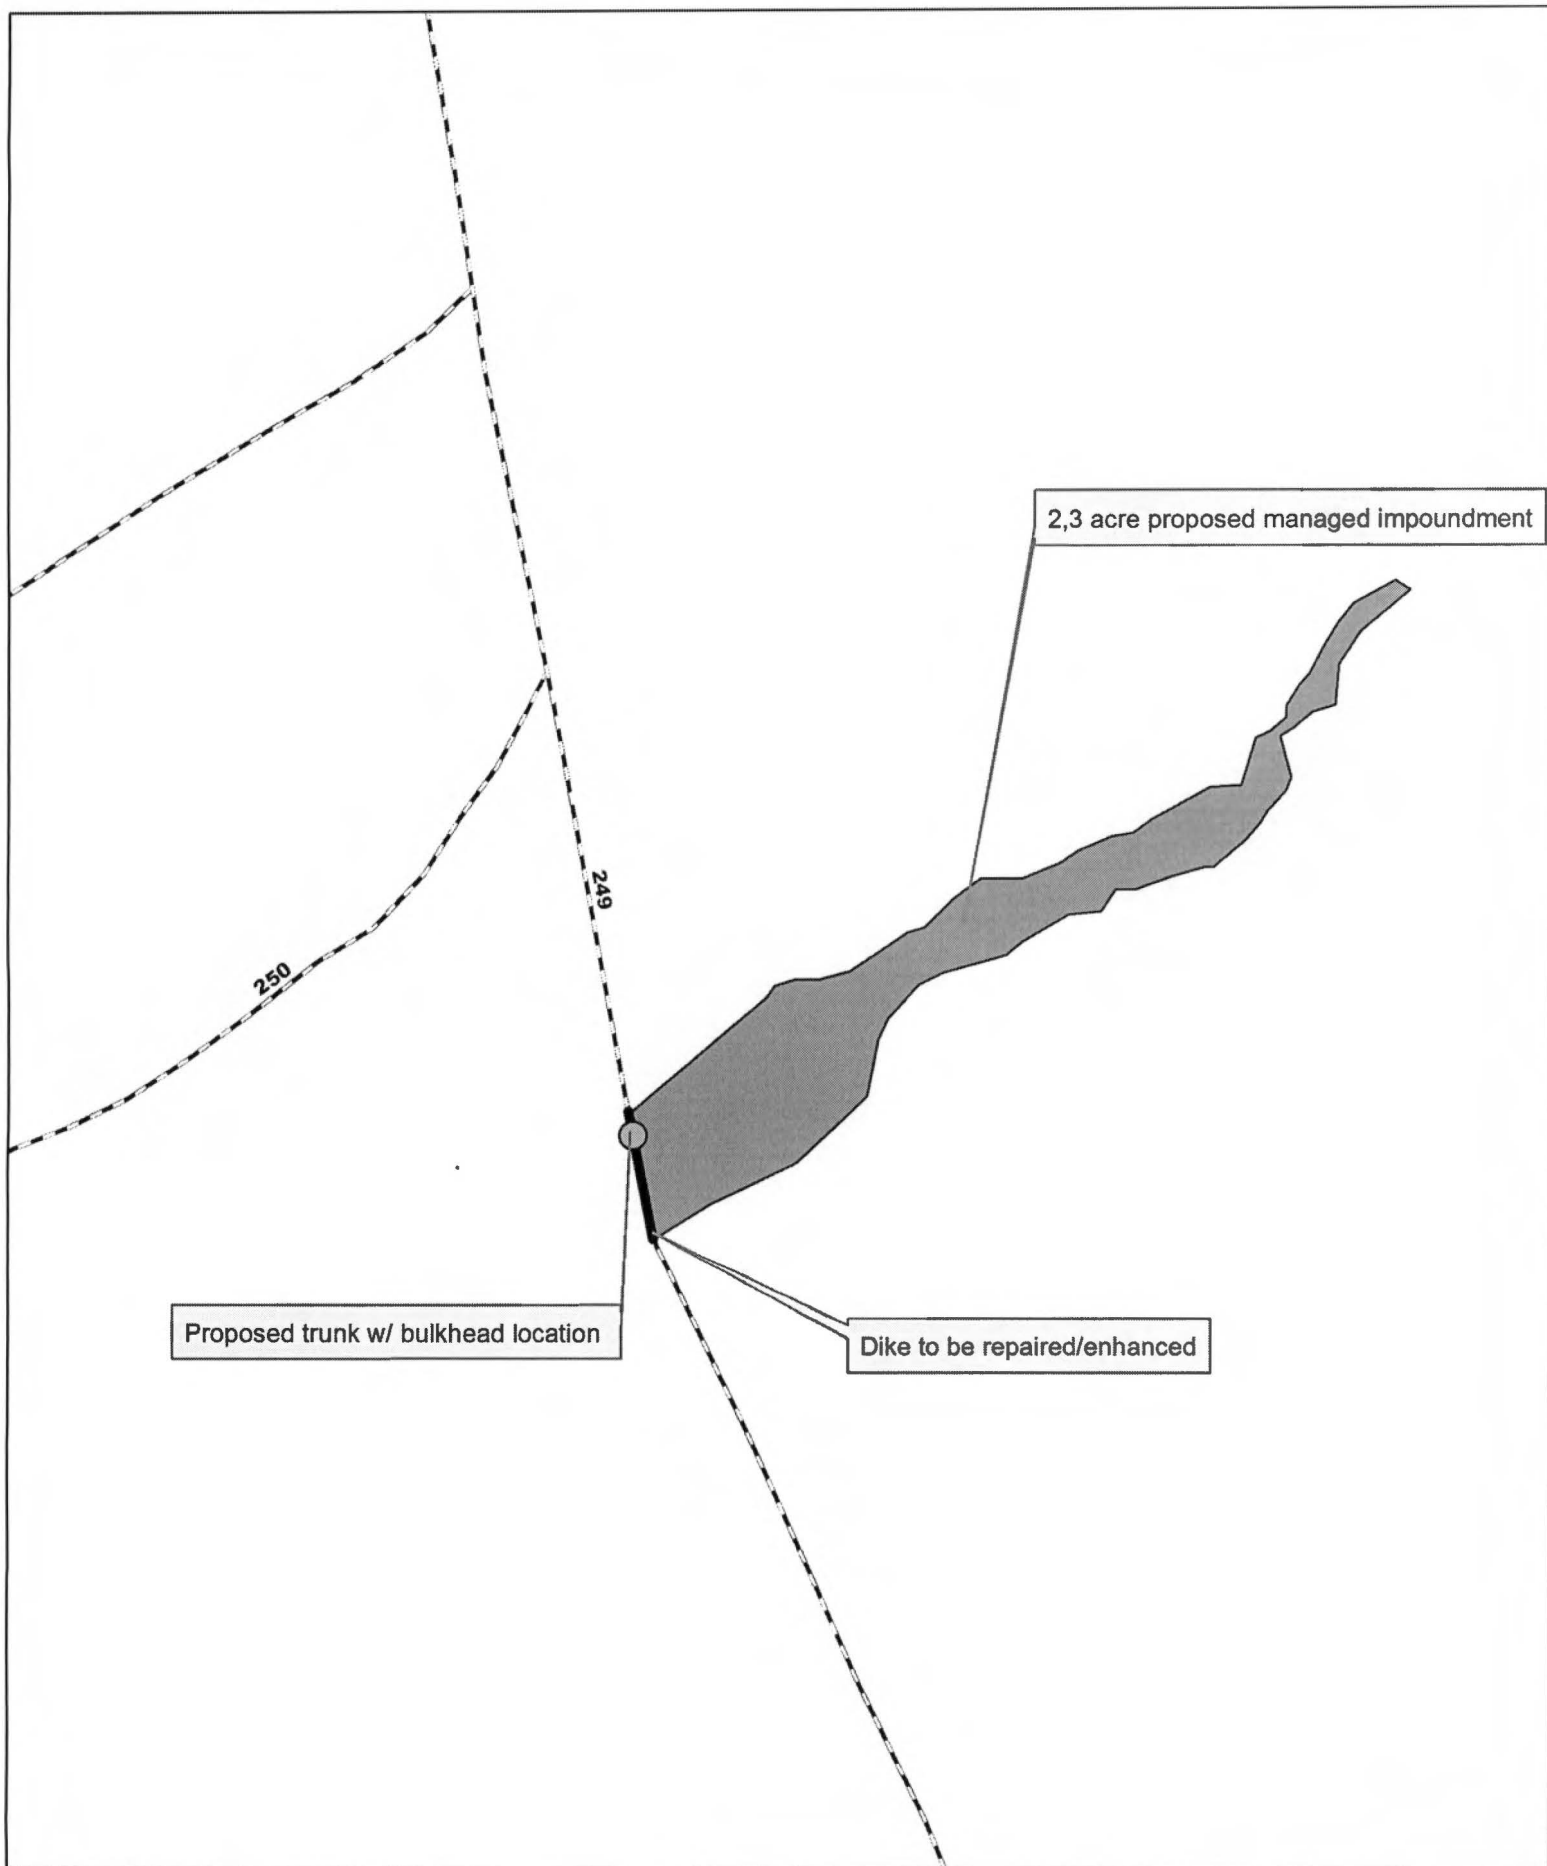 2,3 acre proposed managed impoundment
249
250
Proposed trunk w/ bulkhead location
Dike to be repaired/enhanced